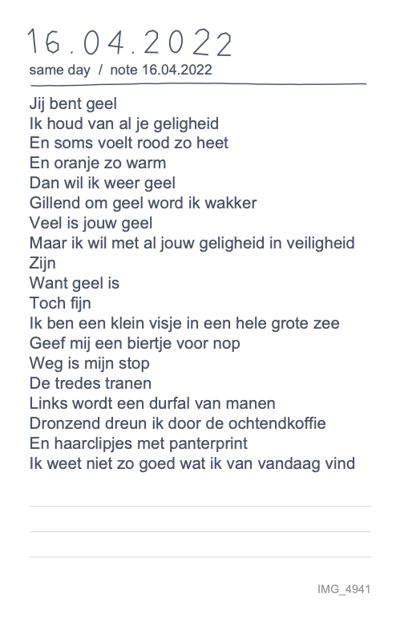 16.04.2022
same day / note 16.04.2022
Jij bent geel
Ik houd van al je geligheid
En soms voelt rood zo heet
En oranje zo warm
Dan wil ik weer geel
Gillend om geel word ik wakker
Veel is jouw geel
Maar ik wil met al jouw geligheid in veiligheid
Zijn
Want geel is
Toch fijn
Ik ben een klein visje in een hele grote zee
Geef mij een biertje voor nop
Weg is mijn stop
De tredes tranen
Links wordt een durfal van manen
Dronzend dreun ik door de ochtendkoffie
En haarclipjes met panterprint
Ik weet niet zo goed wat ik van vandaag vind
IMG_4941